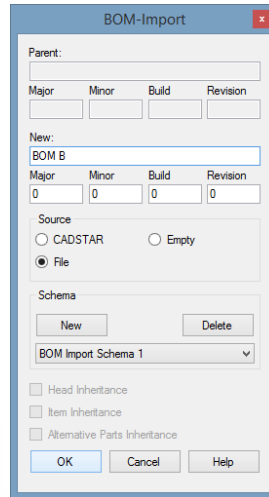 BOM-Import
x
Parent:
Major Minor Build Revision
New:
BOM B
Major Minor Build Revision
0 0 0 0
Source
CADSTAR Empty
File
Schema
New Delete
BOM Import Schema 1
Head Inheritance
Item Inheritance
Alternative Parts Inheritance
OK Cancel Help